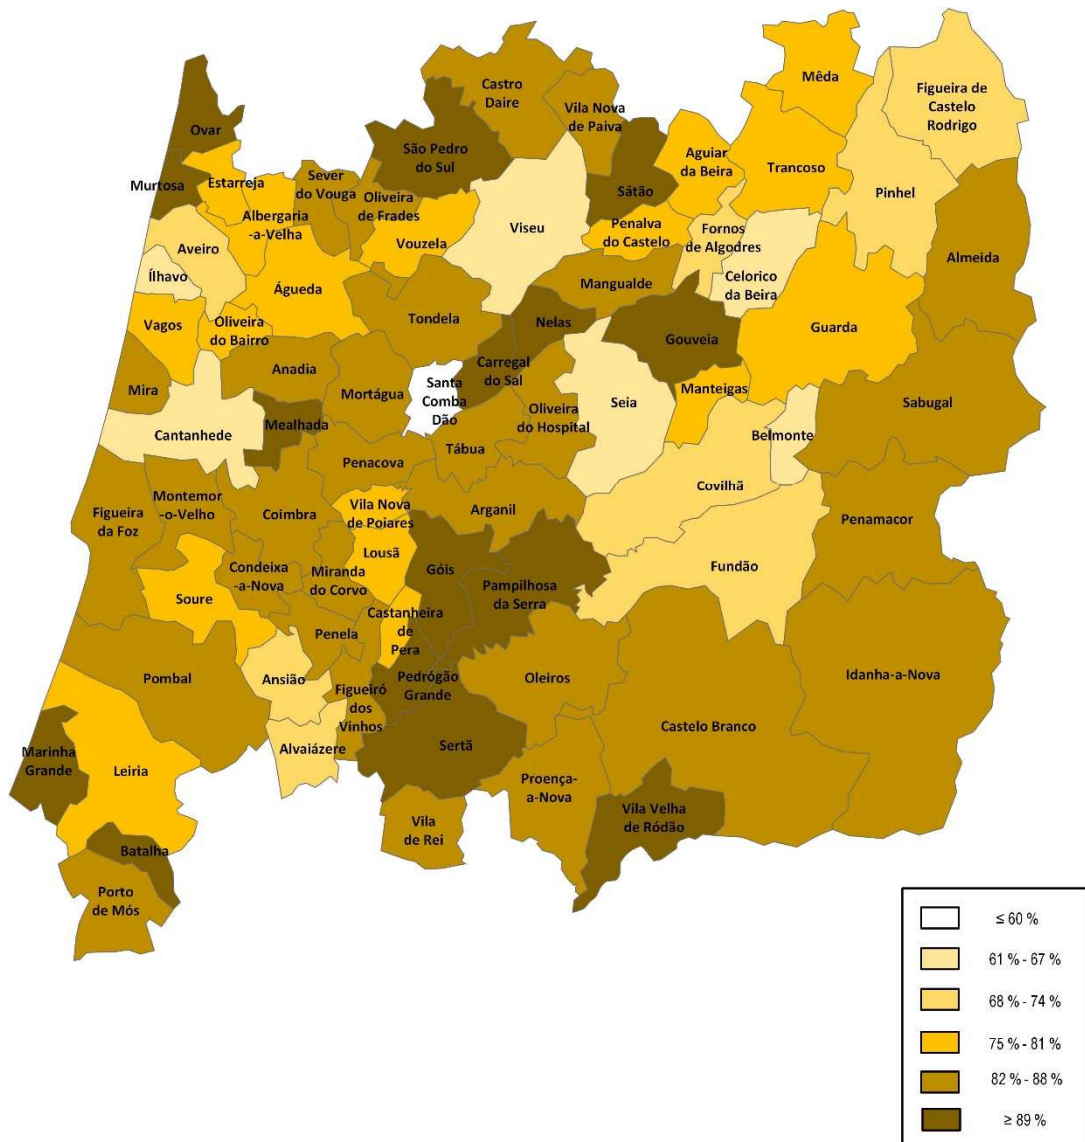 Castro
Daire
Vila Nova
de Paiva
Mêda
Figueira de
Castelo
Rodrigo
Ovar
São Pedro
do Sul
Aguiar
da Beira
Trancoso
Pinhel
Murtosa
Estarreja
Sever
do Vouga
Oliveira
de Frades
Sátão
Albergaria
-a-Velha
Vouzela
Viseu
Penalva
do Castelo
Fornos
de Algodres
Aveiro
Ílhavo
Águeda
Mangualde
Celorico
da Beira
Almeida
Vagos
Oliveira
do Bairro
Tondela
Nelas
Gouveia
Guarda
Mira
Anadia
Mortágua
Santa
Comba
Dão
Carregal
do Sal
Oliveira
do Hospital
Seia
Manteigas
Sabugal
Cantanhede
Mealhada
Tábua
Belmonte
Penacova
Covilhã
Figueira
da Foz
Montemor
-o-Velho
Coimbra
Vila Nova
de Poiares
Arganil
Penamacor
Soure
Condeixa
-a-Nova
Miranda
do Corvo
Lousã
Góis
Pampilhosa
da Serra
Fundão
Penela
Castanheira
de
Pera
Pombal
Ansião
Figueiró
dos
Vinhos
Pedrógão
Grande
Oleiros
Idanha-a-Nova
Castelo Branco
Marinha
Grande
Leiria
Alvaiázere
Sertã
Proença-
a-Nova
Vila Velha
de Ródão
Vila
de Rei
Batalha
Porto
de Mós
≤ 60 %
61 % - 67 %
68 % - 74 %
75 % - 81 %
82 % - 88 %
≥ 89 %